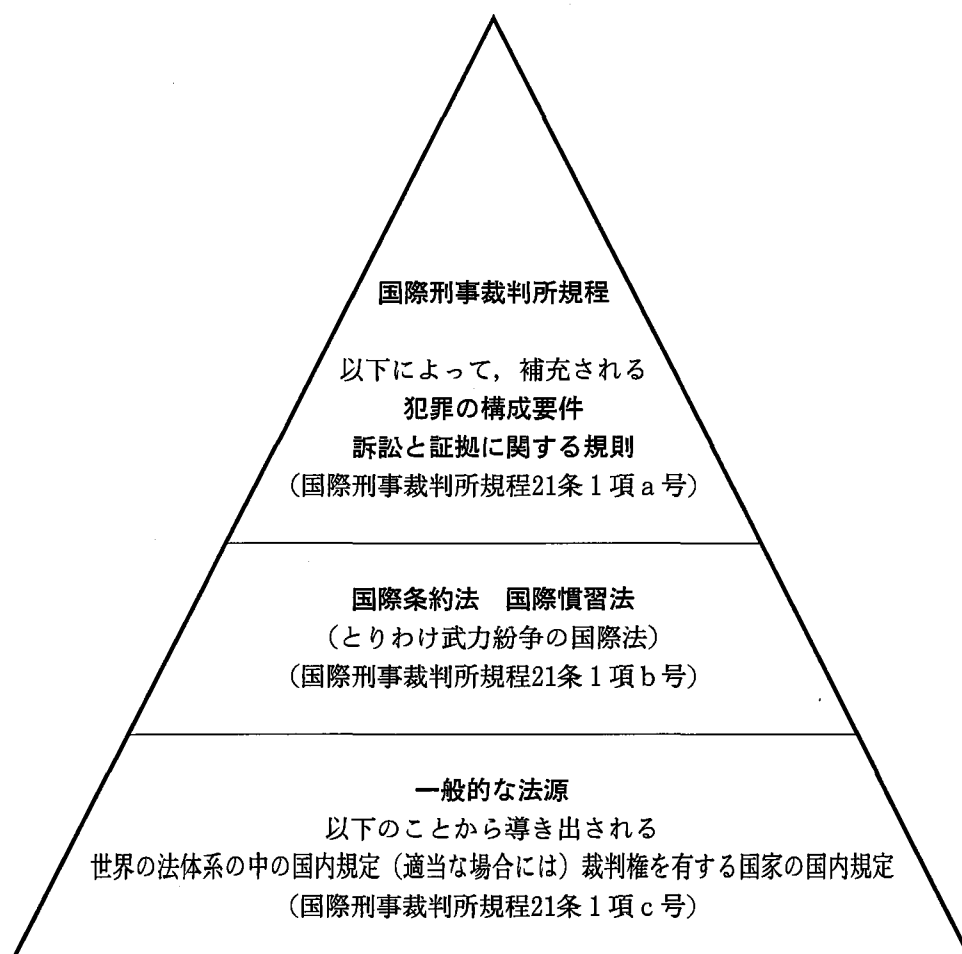 国際刑事裁判所規程
以下によって，補充される
犯罪の構成要件
訴訟と証拠に関する規則
（国際刑事裁判所規程21条1項a号）
国際条約法　国際慣習法
（とりわけ武力紛争の国際法）
（国際刑事裁判所規程21条1項b号）
一般的な法源
以下のことから導き出される
世界の法体系の中の国内規定（適当な場合には）裁判権を有する国家の国内規定
（国際刑事裁判所規程21条1項c号）